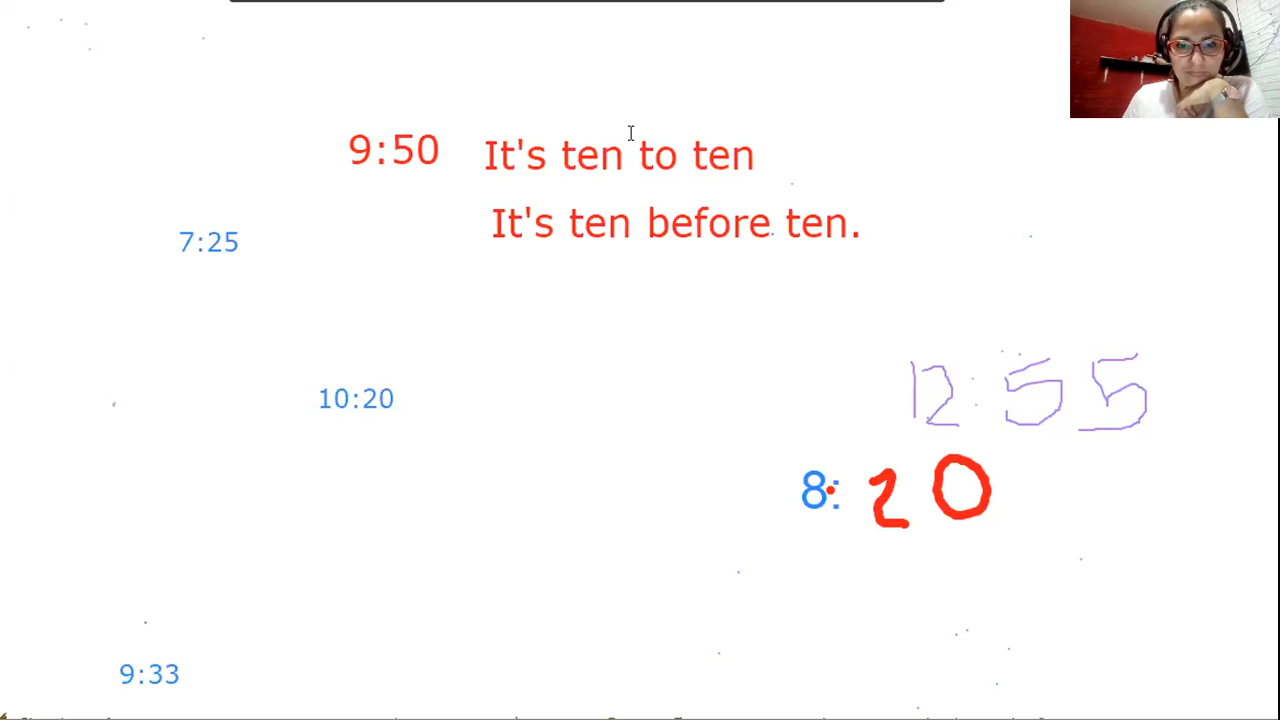 9:50 It's ten to ten
It's ten before ten.
7:25
12:55
10:20
8:20
9:33